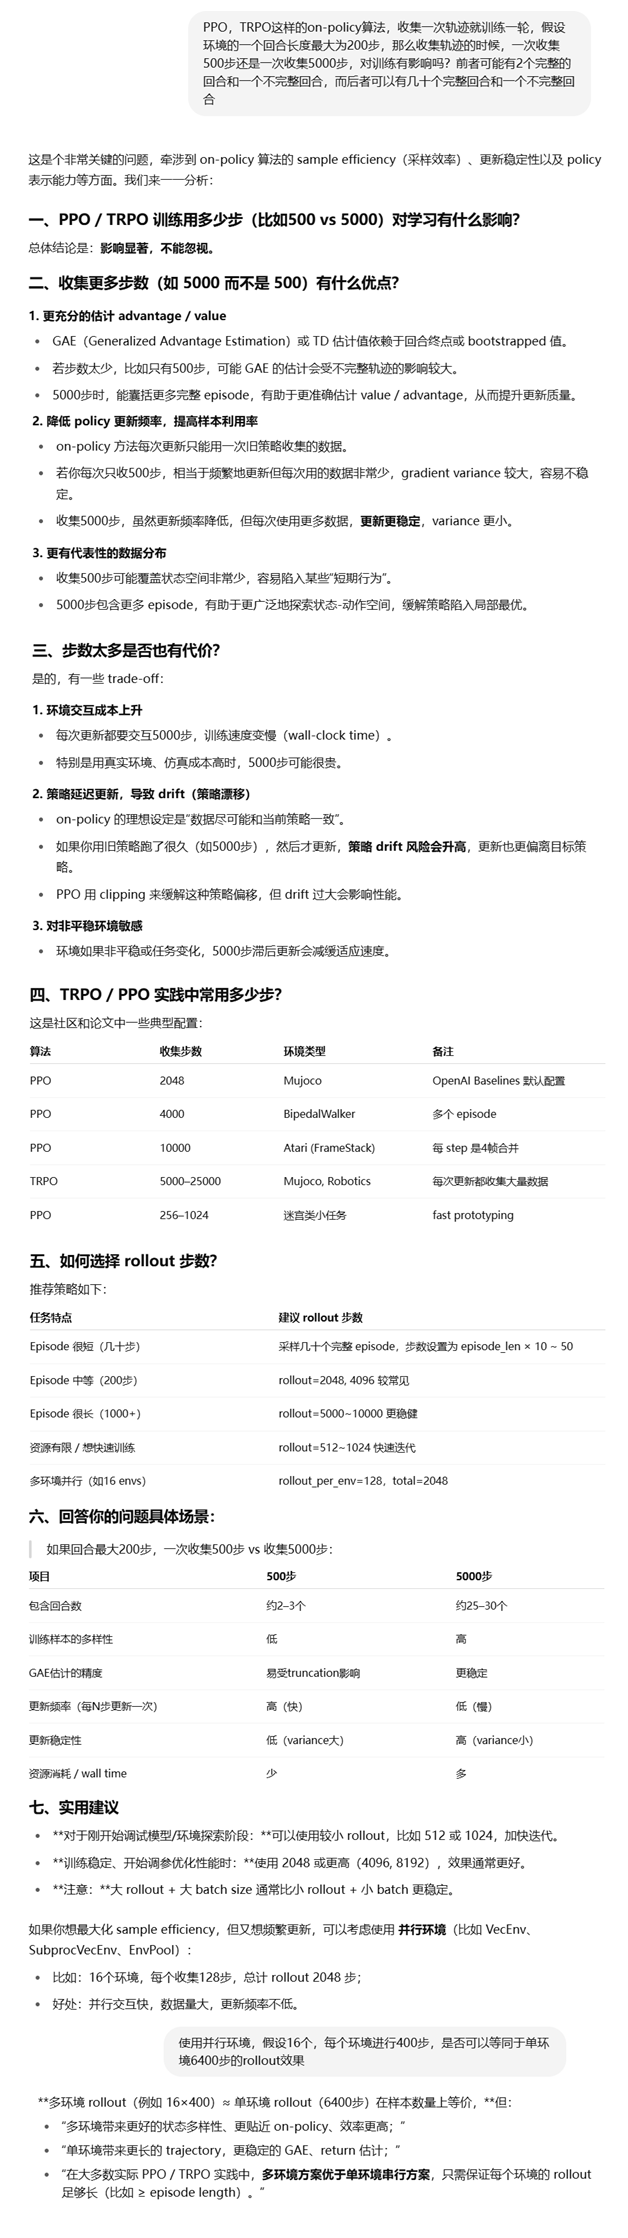 PPO，TRPO这样的on-policy算法，收集一次轨迹就训练一轮，假设
环境的一个回合长度最大为200步，那么收集轨迹的时候，一次收集
500步还是一次收集5000步，对训练有影响吗？前者可能有2个完整的
回合和一个不完整回合，而后者可以有几十个完整回合和一个不完整回
合
这是个非常关键的问题，牵涉到 on-policy 算法的 sample efficiency（采样效率）、更新稳定性以及 policy
表示能力等方面。我们来一一分析：
一、PPO / TRPO 训练用多少步（比如500 vs 5000）对学习有什么影响？
总体结论是：影响显著，不能忽视。
二、收集更多步数（如 5000 而不是 500）有什么优点？
1. 更充分的估计 advantage / value
• GAE（Generalized Advantage Estimation）或 TD 估计值依赖于回合终点或 bootstrapped 值。
• 若步数太少，比如只有500步，可能 GAE 的估计会受不完整轨迹的影响较大。
• 5000步时，能囊括更多完整 episode，有助于更准确估计 value / advantage，从而提升更新质量。
2. 降低 policy 更新频率，提高样本利用率
• on-policy 方法每次更新只能用一次旧策略收集的数据。
• 若你每次只收500步，相当于频繁地更新但每次用的数据非常少，gradient variance 较大，容易不稳
定。
• 收集5000步，虽然更新频率降低，但每次使用更多数据，更新更稳定，variance 更小。
3. 更有代表性的数据分布
• 收集500步可能覆盖状态空间非常少，容易陷入某些“短期行为”。
• 5000步包含更多 episode，有助于更广泛地探索状态-动作空间，缓解策略陷入局部最优。
三、步数太多是否也有代价？
是的，有一些 trade-off：
1. 环境交互成本上升
• 每次更新都要交互5000步，训练速度变慢（wall-clock time）。
• 特别是用真实环境、仿真成本高时，5000步可能很贵。
2. 策略延迟更新，导致 drift（策略漂移）
• on-policy 的理想设定是“数据尽可能和当前策略一致”。
• 如果你用旧策略跑了很久（如5000步），然后才更新，策略 drift 风险会升高，更新也更偏离目标策
略。
• PPO 用 clipping 来缓解这种策略偏移，但 drift 过大会影响性能。
3. 对非平稳环境敏感
• 环境如果非平稳或任务变化，5000步滞后更新会减缓适应速度。
四、TRPO / PPO 实践中常用多少步？
这是社区和论文中一些典型配置：
算法 收集步数 环境类型 备注
PPO 2048 Mujoco OpenAI Baselines 默认配置
PPO 4000 BipedalWalker 多个 episode
PPO 10000 Atari (FrameStack) 每 step 是4帧合并
TRPO 5000–25000 Mujoco, Robotics 每次更新都收集大量数据
PPO 256–1024 迷宫类小任务 fast prototyping
五、如何选择 rollout 步数？
推荐策略如下：
任务特点 建议 rollout 步数
Episode 很短（几十步） 采样几十个完整 episode，步数设置为 episode_len × 10 ~ 50
Episode 中等（200步） rollout=2048, 4096 较常见
Episode 很长（1000+） rollout=5000~10000 更稳健
资源有限 / 想快速训练 rollout=512~1024 快速迭代
多环境并行（如16 envs） rollout_per_env=128，total=2048
六、回答你的问题具体场景：
如果回合最大200步，一次收集500步 vs 收集5000步：
项目 500步 5000步
包含回合数 约2–3个 约25–30个
训练样本的多样性 低 高
GAE估计的精度 易受truncation影响 更稳定
更新频率（每N步更新一次） 高（快） 低（慢）
更新稳定性 低（variance大） 高（variance小）
资源消耗 / wall time 少 多
七、实用建议
• **对于刚开始调试模型/环境探索阶段：**可以使用较小 rollout，比如 512 或 1024，加快迭代。
• **训练稳定、开始调参优化性能时：**使用 2048 或更高（4096, 8192），效果通常更好。
• **注意：**大 rollout + 大 batch size 通常比小 rollout + 小 batch 更稳定。
如果你想最大化 sample efficiency，但又想频繁更新，可以考虑使用 并行环境（比如 VecEnv、
SubprocVecEnv、EnvPool）：
• 比如：16个环境，每个收集128步，总计 rollout 2048 步；
• 好处：并行交互快，数据量大，更新频率不低。
使用并行环境，假设16个，每个环境进行400步，是否可以等同于单环
境6400步的rollout效果
**多环境 rollout（例如 16×400）≈ 单环境 rollout（6400步）在样本数量上等价，**但：
• “多环境带来更好的状态多样性、更贴近 on-policy、效率更高；”
• “单环境带来更长的 trajectory，更稳定的 GAE、return 估计；”
• “在大多数实际 PPO / TRPO 实践中，多环境方案优于单环境串行方案，只需保证每个环境的 rollout
足够长（比如 ≥ episode length）。”